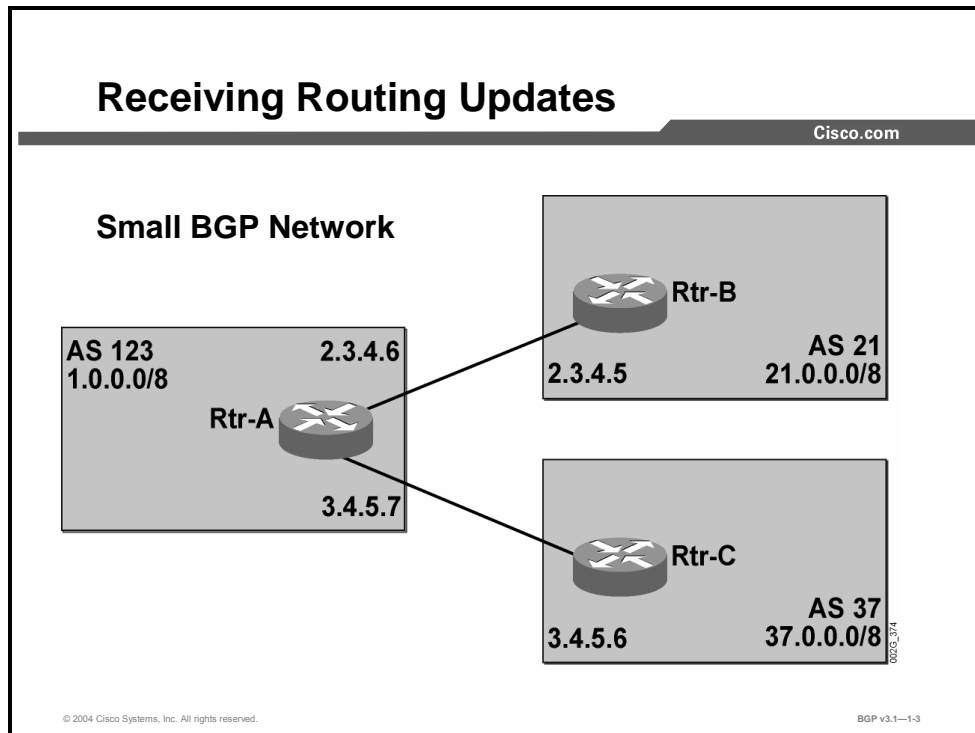 Receiving Routing Updates
Cisco.com
Small BGP Network
AS 123
1.0.0.0/8
2.3.4.6
Rtr-A
3.4.5.7
Rtr-B
2.3.4.5
AS 21
21.0.0.0/8
Rtr-C
3.4.5.6
AS 37
37.0.0.0/8
002G_374
© 2004 Cisco Systems, Inc. All rights reserved.
BGP v3.1—1-3